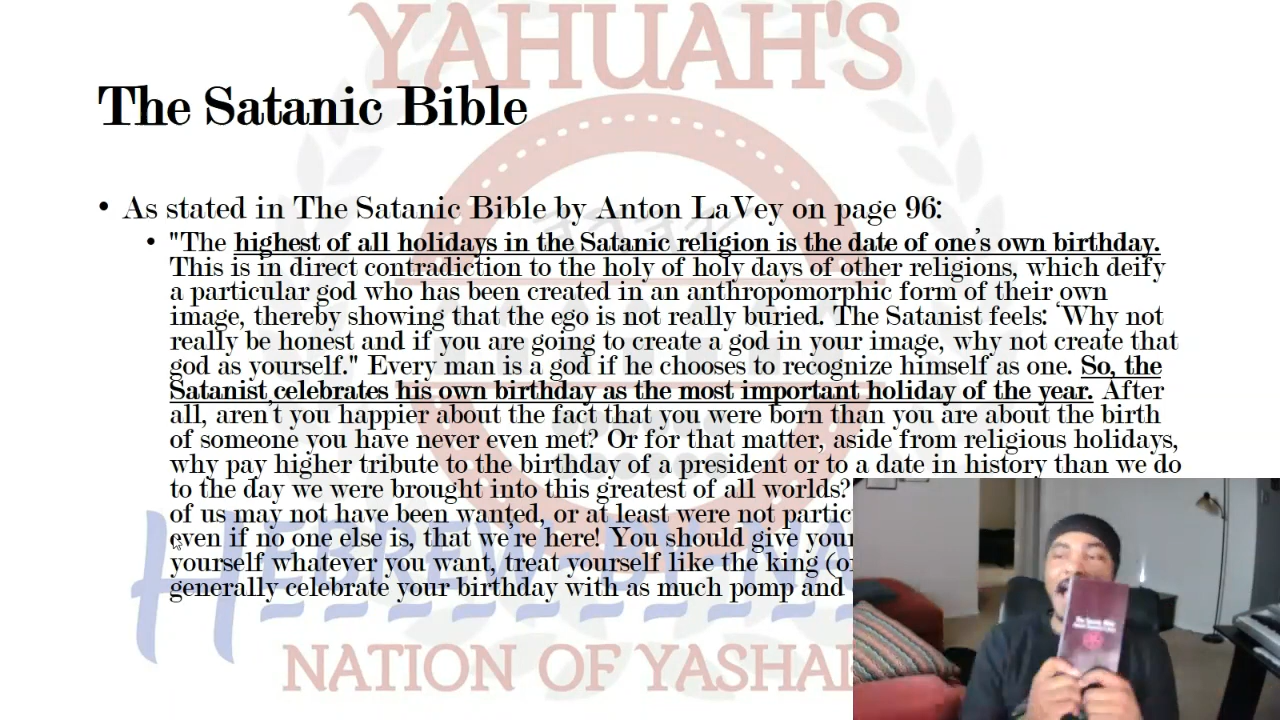 YAHUAH'S
The Satanic Bible
• As stated in The Satanic Bible by Anton LaVey on page 96:
• "The highest of all holidays in the Satanic religion is the date of one's own birthday.
This is in direct contradiction to the holy of holy days of other religions, which deify
a particular god who has been created in an anthropomorphic form of their own
image, thereby showing that the ego is not really buried. The Satanist feels: 'Why not
really be honest and if you are going to create a god in your image, why not create that
god as yourself." Every man is a god if he chooses to recognize himself as one. So, the
Satanist celebrates his own birthday as the most important holiday of the year. After
all, aren't you happier about the fact that you were born than you are about the birth
of someone you have never even met? Or for that matter, aside from religious holidays,
why pay higher tribute to the birthday of a president or to a date in history than we do
to the day we were brought into this greatest of all worlds?
of us may not have been wanted, or at least were not partic
even if no one else is, that we're here! You should give your
yourself whatever you want, treat yourself like the king (o
generally celebrate your birthday with as much pomp and
HEBREW
NATION OF YASHAR
The Satanic Bible